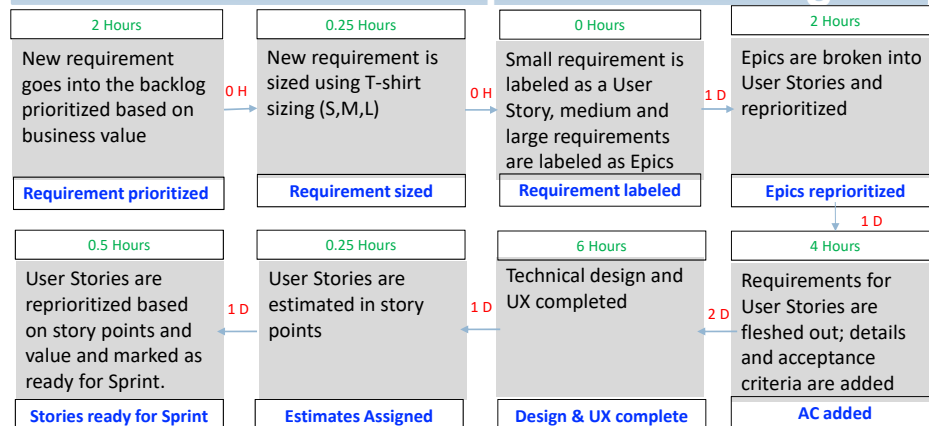 2 Hours
New requirement
goes into the backlog
prioritized based on
business value
Requirement prioritized
0 H
0.25 Hours
New requirement is
sized using T-shirt
sizing (S,M,L)
Requirement sized
0 H
0 Hours
Small requirement is
labeled as a User
Story, medium and
large requirements
are labeled as Epics
Requirement labeled
1 D
2 Hours
Epics are broken into
User Stories and
reprioritized
Epics reprioritized
1 D
4 Hours
Requirements for
User Stories are
fleshed out; details
and acceptance
criteria are added
AC added
2 D
6 Hours
Technical design and
UX completed
Design & UX complete
1 D
0.25 Hours
User Stories are
estimated in story
points
Estimates Assigned
1 D
0.5 Hours
User Stories are
reprioritized based
on story points and
value and marked as
ready for Sprint.
Stories ready for Sprint